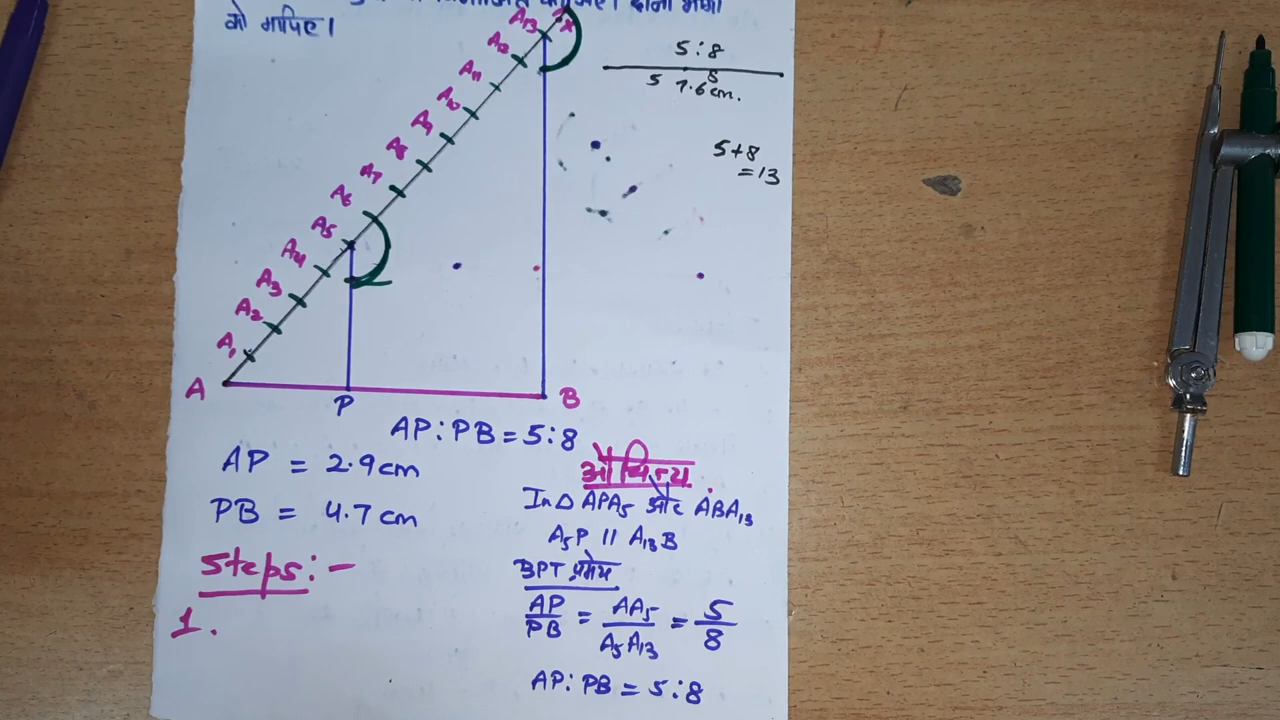 को मापिए।
5:8
5 8
7.6cm.
5+8
=13
X
A13
A12
A11
A10
A9
A8
A7
A6
A5
A4
A3
A2
A1
A
P
B
AP:PB=5:8
AP = 2.9cm
PB = 4.7cm
Steps:-
1.
औचित्य
In △ APA5 और ABA13
A5P || A13B
BPT प्रमेय
AP/PB = AA5/A5A13 = 5/8
AP:PB=5:8